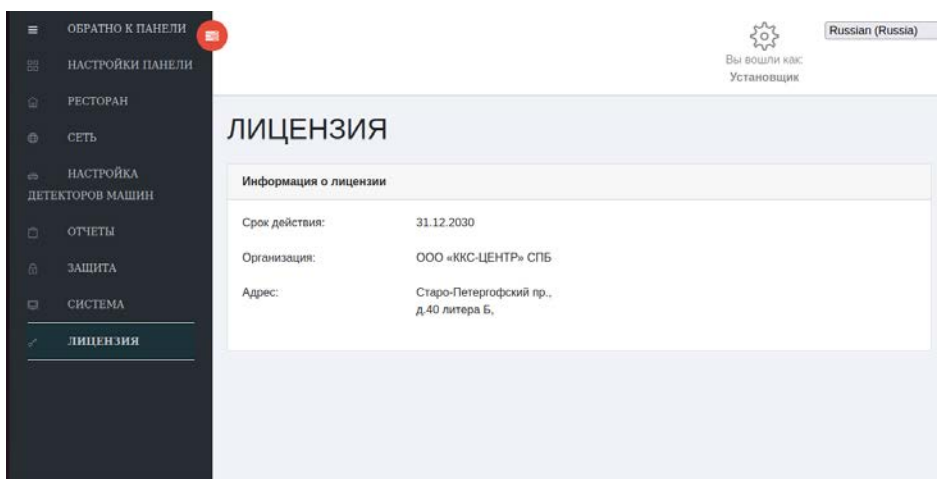 ОБРАТНО К ПАНЕЛИ
НАСТРОЙКИ ПАНЕЛИ
РЕСТОРАН
СЕТЬ
НАСТРОЙКА
ДЕТЕКТОРОВ МАШИН
ОТЧЕТЫ
ЗАЩИТА
СИСТЕМА
ЛИЦЕНЗИЯ
Вы вошли как:
Установщик
Russian (Russia)
ЛИЦЕНЗИЯ
Информация о лицензии
Срок действия: 31.12.2030
Организация: ООО «ККС-ЦЕНТР» СПБ
Адрес: Старо-Петергофский пр.,
д.40 литера Б,